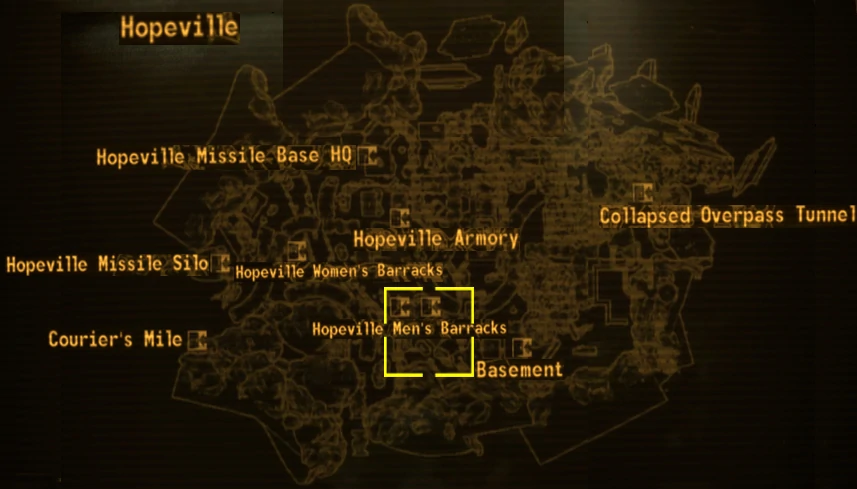 Hopeville
Hopeville Missile Base HQ
Collapsed Overpass Tunnel
Hopeville Armory
Hopeville Missile Silo
Hopeville Women's Barracks
Hopeville Men's Barracks
Courier's Mile
Basement